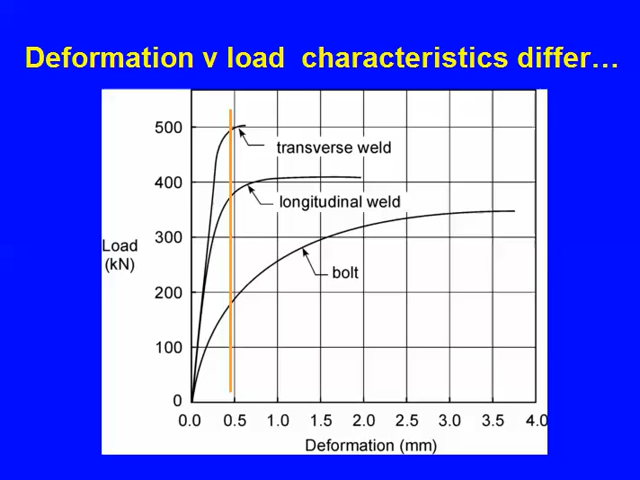 Deformation v load characteristics differ…
500
transverse weld
400
longitudinal weld
Load
(kN)
300
bolt
200
100
0
0.0 0.5 1.0 1.5 2.0 2.5 3.0 3.5 4.0
Deformation (mm)